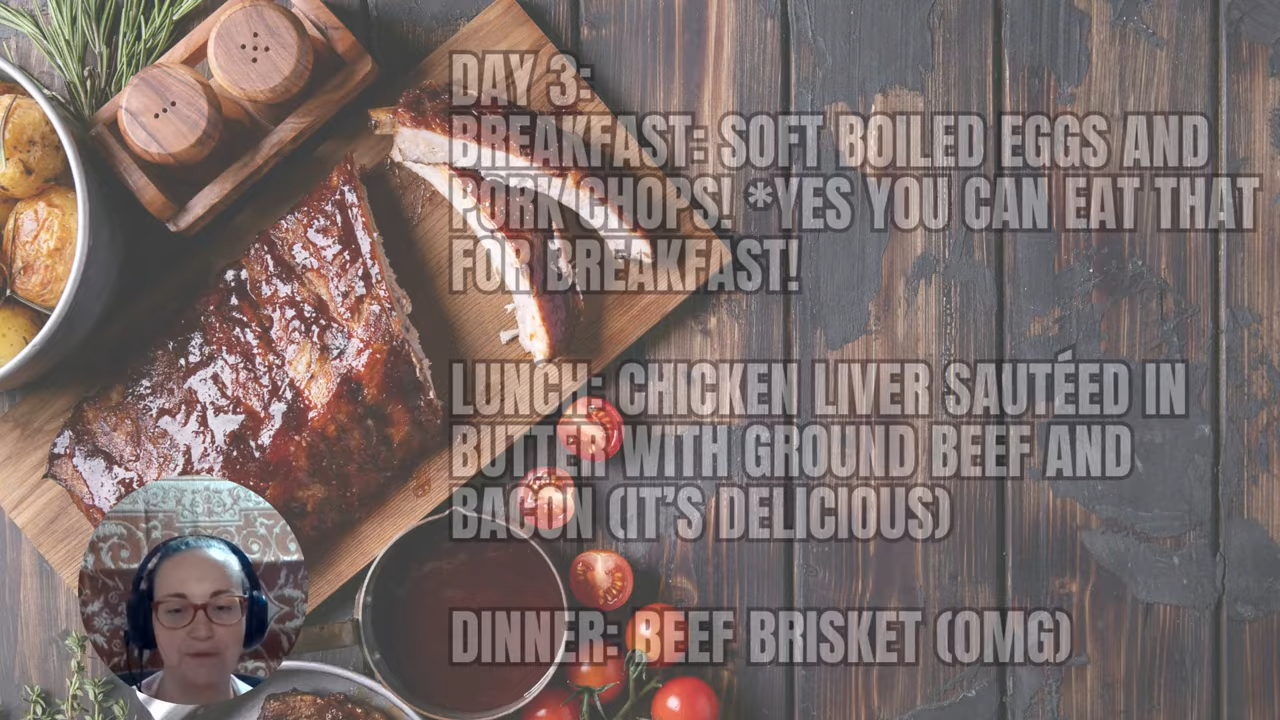 DAY 3:
BREAKFAST: SOFT BOILED EGGS AND
PORK CHOPS! *YES YOU CAN EAT THAT
FOR BREAKFAST!
LUNCH: CHICKEN LIVER SAUTÉED IN
BUTTER WITH GROUND BEEF AND
BACON (IT'S DELICIOUS)
DINNER: BEEF BRISKET (OMG)